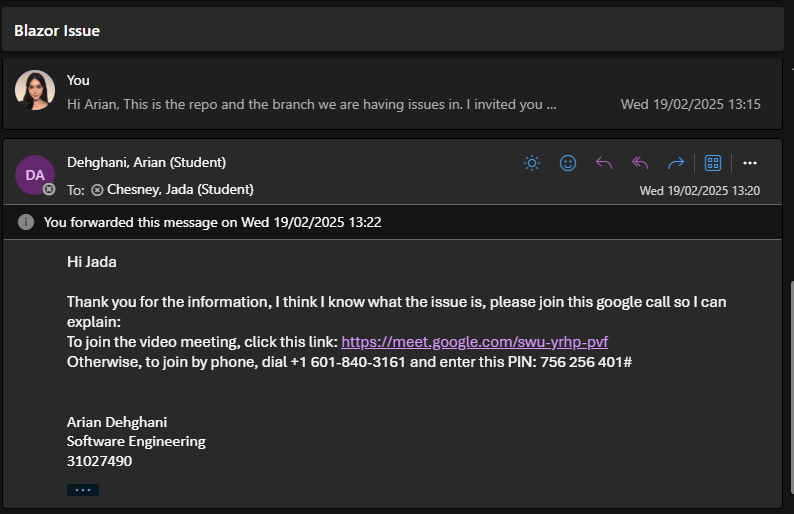 Blazor Issue
You
Hi Arian, This is the repo and the branch we are having issues in. I invited you ...
Wed 19/02/2025 13:15
DA
Dehghani, Arian (Student)
To: Chesney, Jada (Student)
Wed 19/02/2025 13:20
You forwarded this message on Wed 19/02/2025 13:22
Hi Jada
Thank you for the information, I think I know what the issue is, please join this google call so I can
explain:
To join the video meeting, click this link: https://meet.google.com/swu-yrhp-pvf
Otherwise, to join by phone, dial +1 601-840-3161 and enter this PIN: 756 256 401#
Arian Dehghani
Software Engineering
31027490